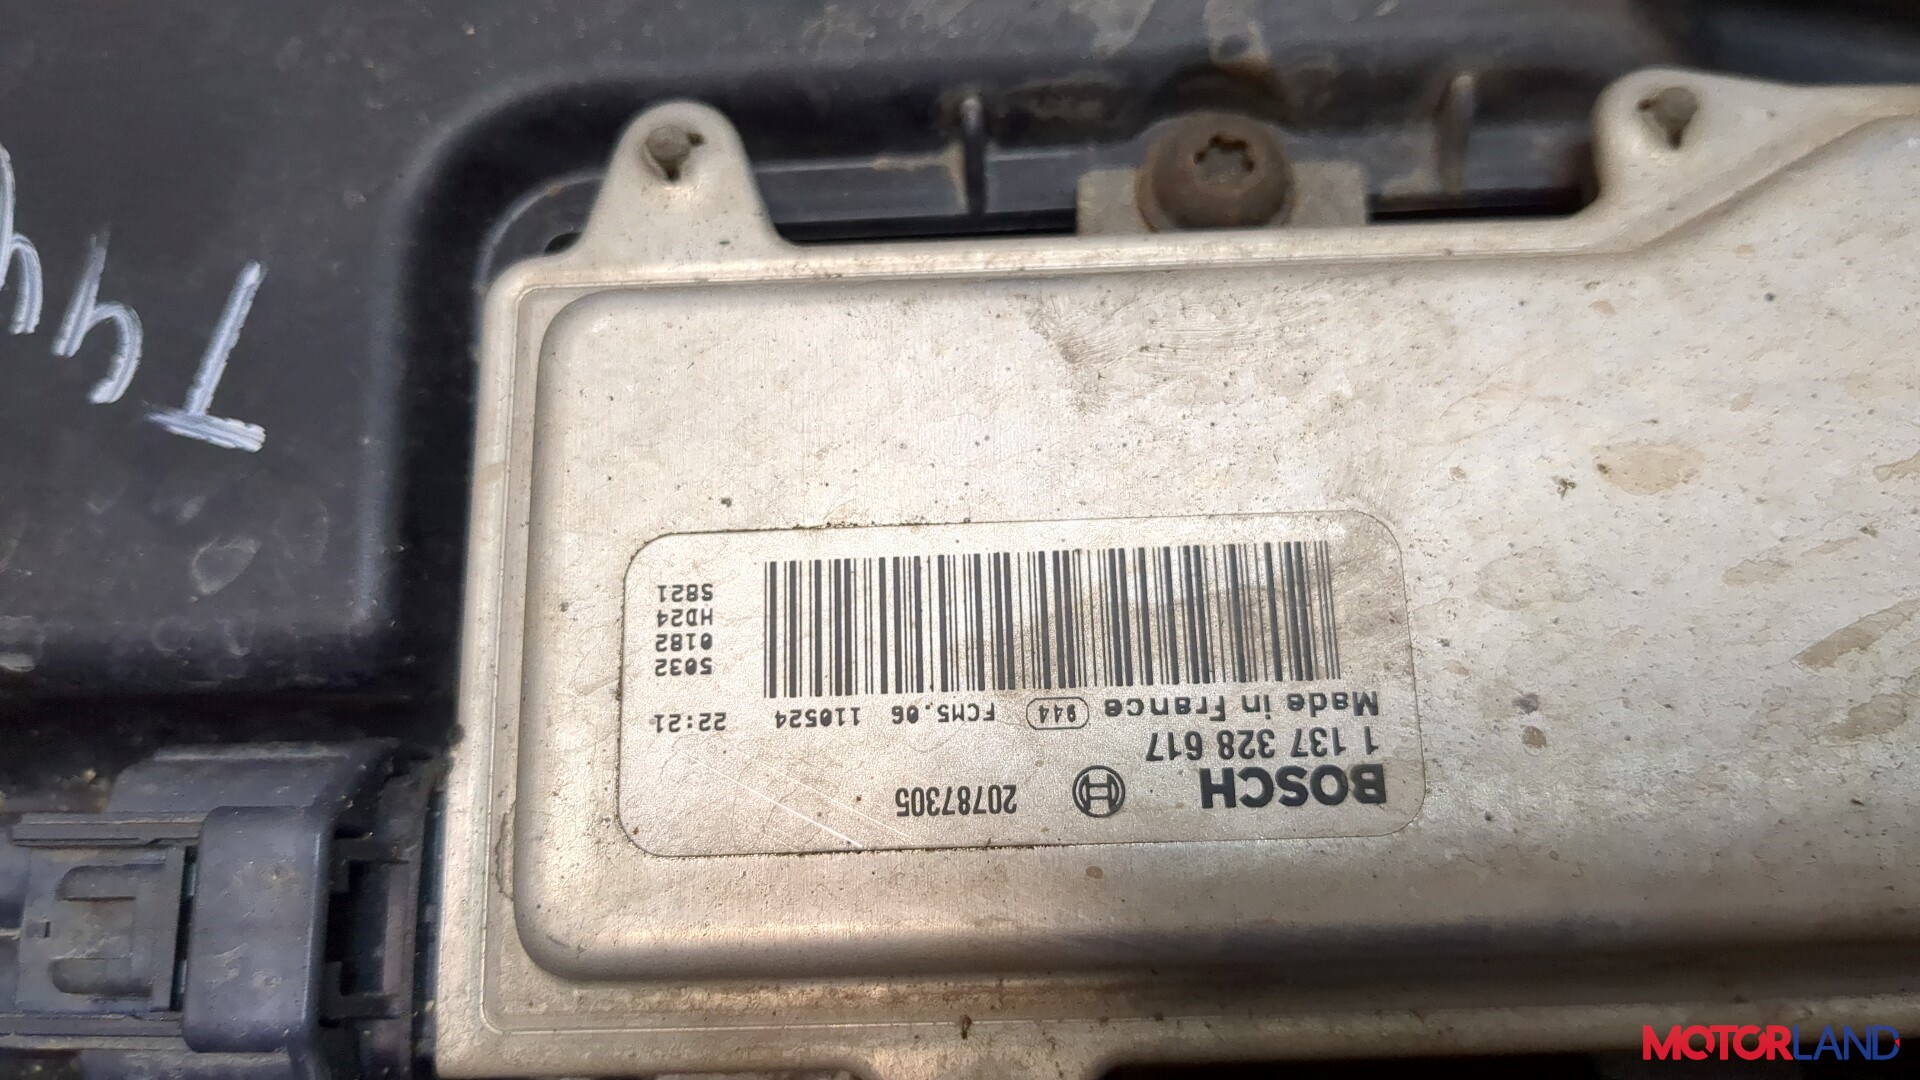 BOSCH 20787305
1 137 328 617
Made in France 944 FCM5.06 110524 22:21
5032
0182
HD24
5821
MOTORLAND